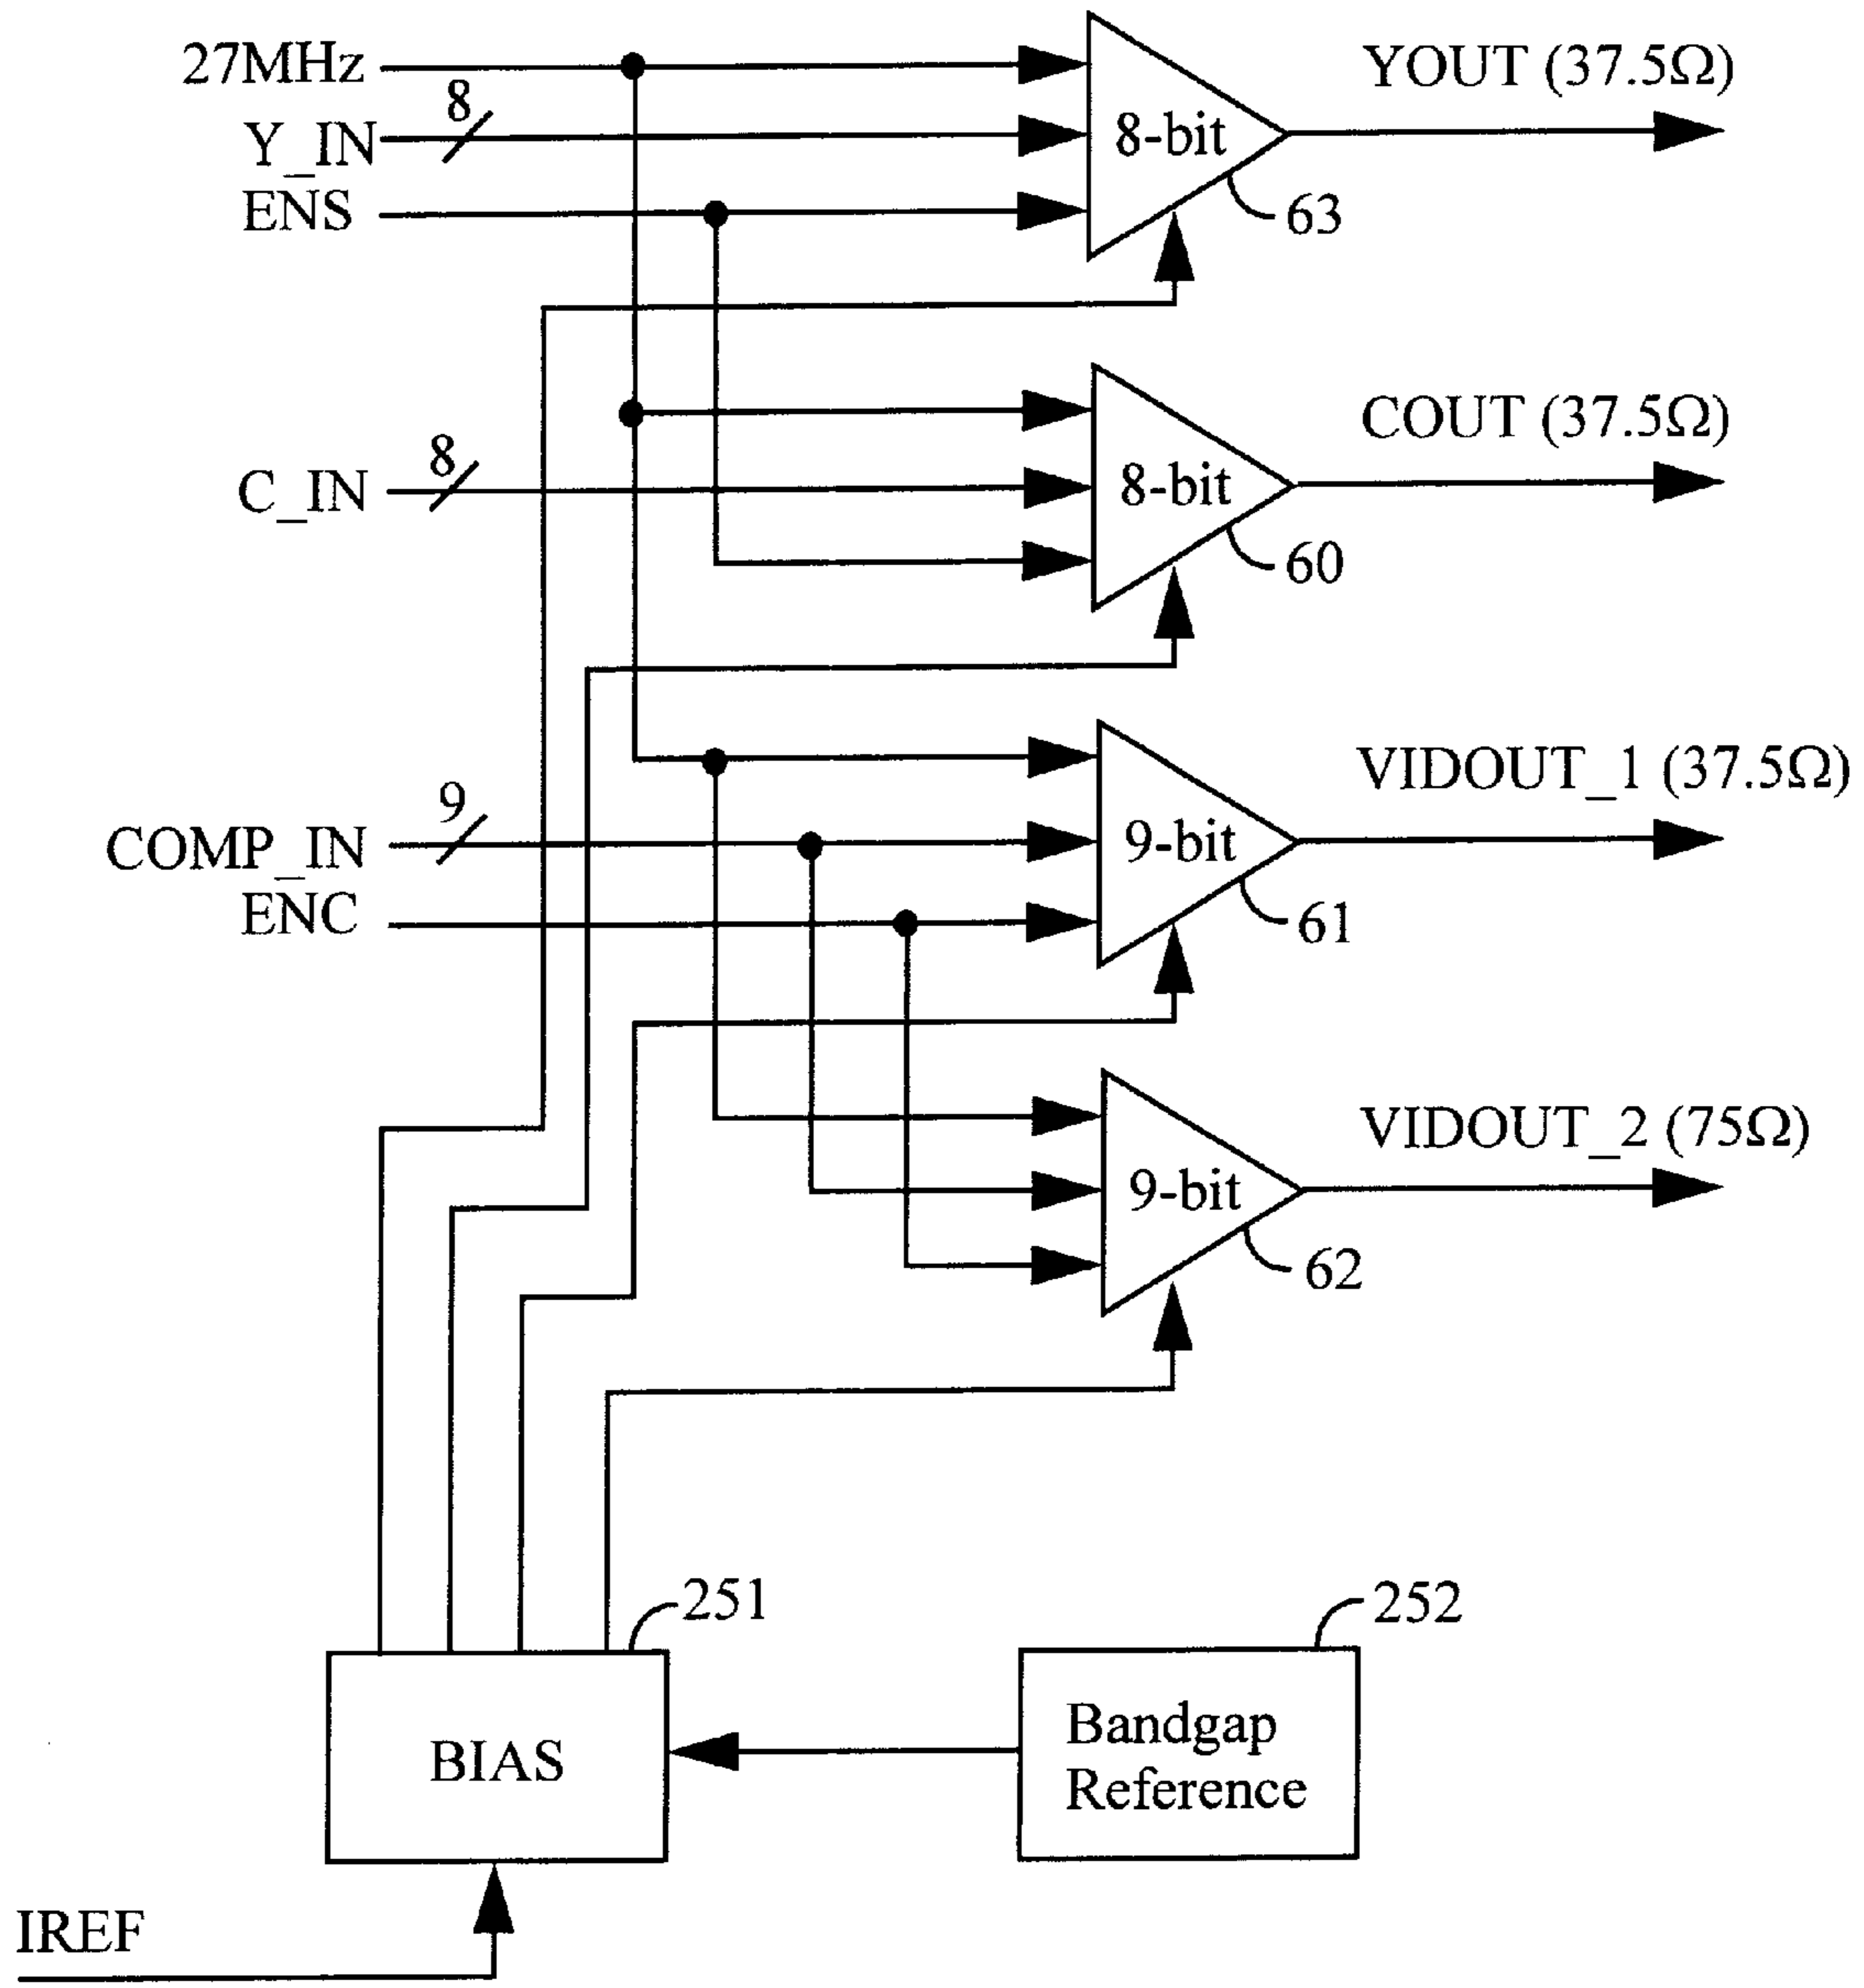 27MHz
8
Y_IN
ENS
8-bit
63
YOUT (37.5Ω)
8
C_IN
8-bit
60
COUT (37.5Ω)
9
COMP_IN
ENC
9-bit
61
VIDOUT_1 (37.5Ω)
9-bit
62
VIDOUT_2 (75Ω)
251
BIAS
252
Bandgap
Reference
IREF